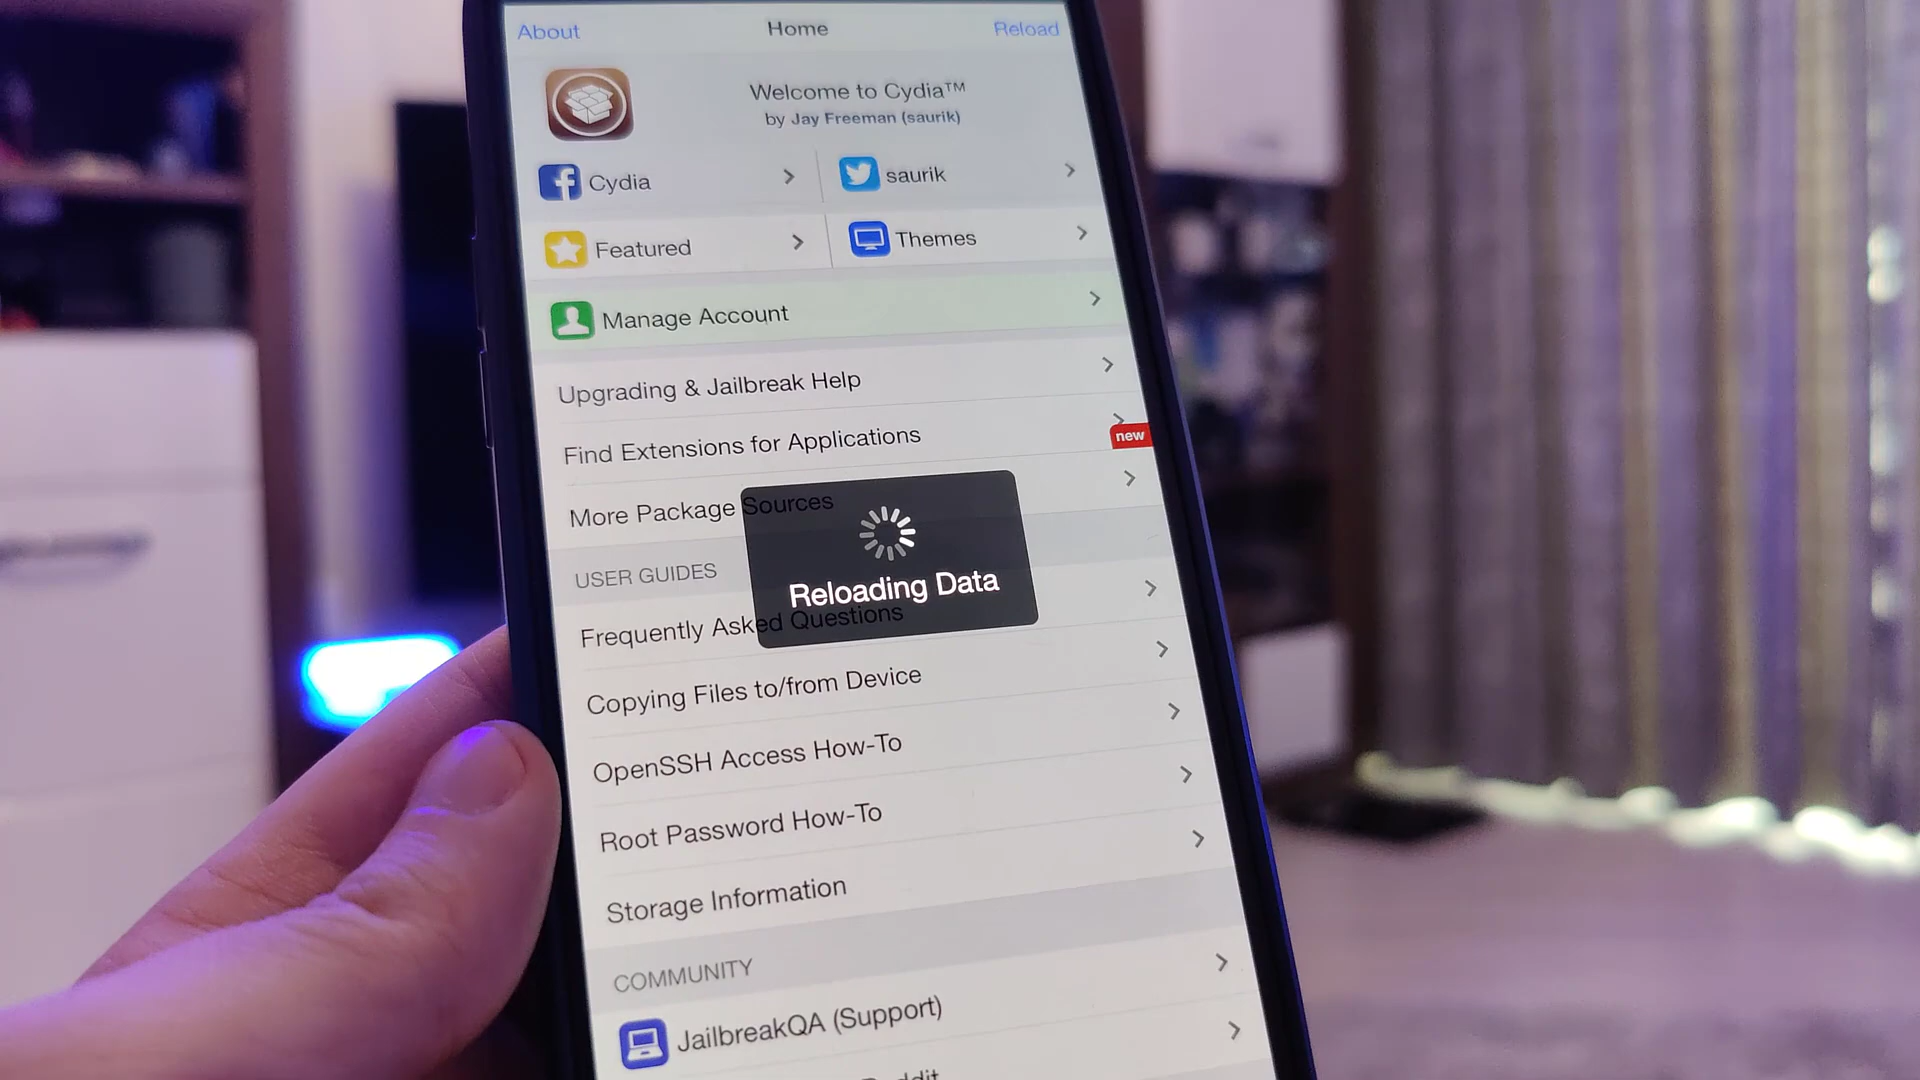 About Home Reload
Welcome to Cydia™
by Jay Freeman (saurik)
Cydia
saurik
Featured
Themes
Manage Account
Upgrading & Jailbreak Help
Find Extensions for Applications
new
More Package Sources
Reloading Data
USER GUIDES
Frequently Asked Questions
Copying Files to/from Device
OpenSSH Access How-To
Root Password How-To
Storage Information
COMMUNITY
JailbreakQA (Support)